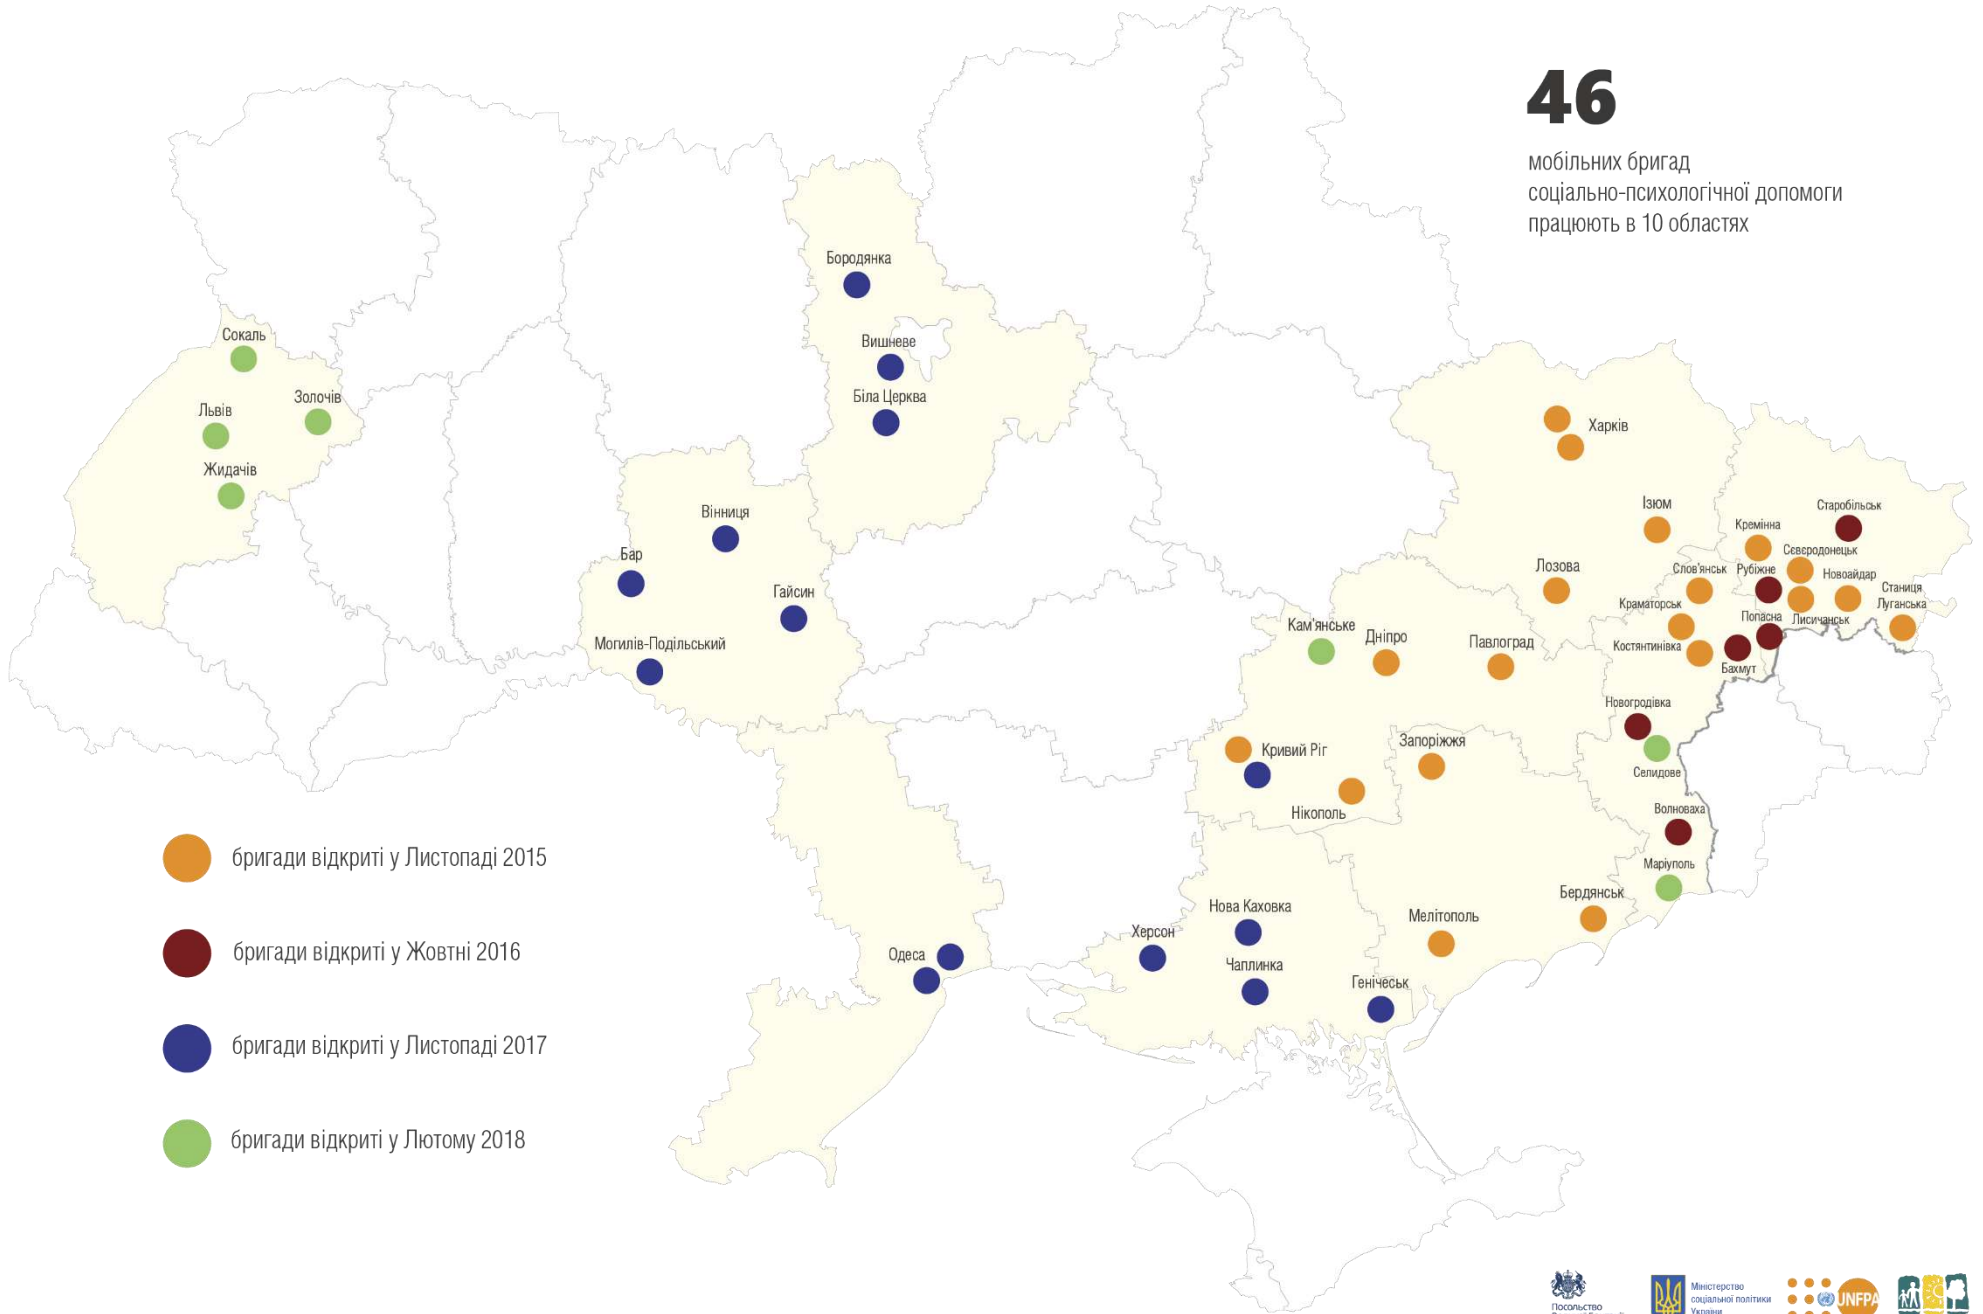 46
мобільних бригад
соціально-психологічної допомоги
працюють в 10 областях
Бородянка
Вишневе
Біла Церква
Сокаль
Золочів
Львів
Жидачів
Вінниця
Бар
Гайсин
Могилів-Подільський
Харків
Ізюм
Лозова
Старобільськ
Кремінна
Сєвєродонецьк
Слов'янськ
Рубіжне
Новоайдар
Станиця
Луганська
Краматорськ
Попасна
Лисичанськ
Костянтинівка
Бахмут
Кам'янське
Дніпро
Павлоград
Новогродівка
Селидове
Кривий Ріг
Запоріжжя
Нікополь
Волноваха
Маріуполь
Бердянськ
Мелітополь
Нова Каховка
Херсон
Чаплинка
Генічеськ
Одеса
бригади відкриті у Листопаді 2015
бригади відкриті у Жовтні 2016
бригади відкриті у Листопаді 2017
бригади відкриті у Лютому 2018
Посольство
Міністерство
соціальної політики
України
UNFPA